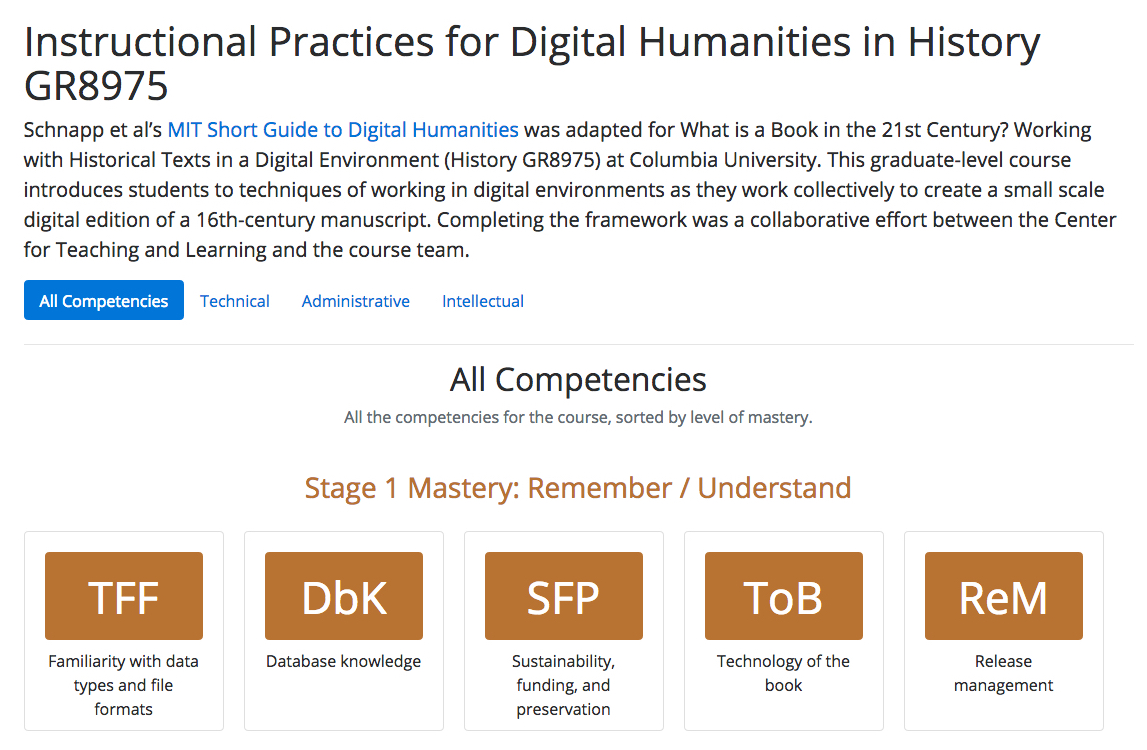 Instructional Practices for Digital Humanities in History
GR8975
Schnapp et al’s MIT Short Guide to Digital Humanities was adapted for What is a Book in the 21st Century? Working
with Historical Texts in a Digital Environment (History GR8975) at Columbia University. This graduate-level course
introduces students to techniques of working in digital environments as they work collectively to create a small scale
digital edition of a 16th-century manuscript. Completing the framework was a collaborative effort between the Center
for Teaching and Learning and the course team.
All Competencies Technical Administrative Intellectual
All Competencies
All the competencies for the course, sorted by level of mastery.
Stage 1 Mastery: Remember / Understand
TFF
Familiarity with data
types and file
formats
DbK
Database knowledge
SFP
Sustainability,
funding, and
preservation
ToB
Technology of the
book
ReM
Release
management